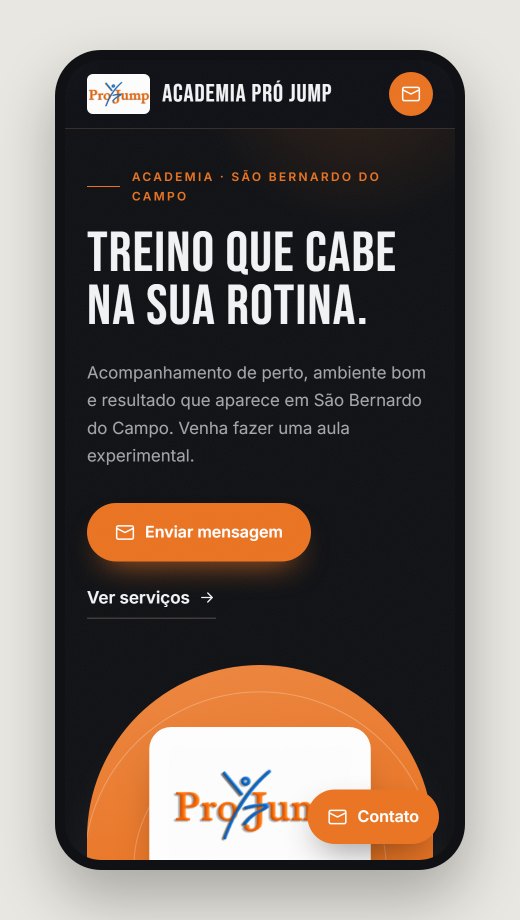 ProJump ACADEMIA PRÓ JUMP
ACADEMIA · SÃO BERNARDO DO
CAMPO
TREINO QUE CABE
NA SUA ROTINA.
Acompanhamento de perto, ambiente bom
e resultado que aparece em São Bernardo
do Campo. Venha fazer uma aula
experimental.
Enviar mensagem
Ver serviços →
Pro Jum
Contato